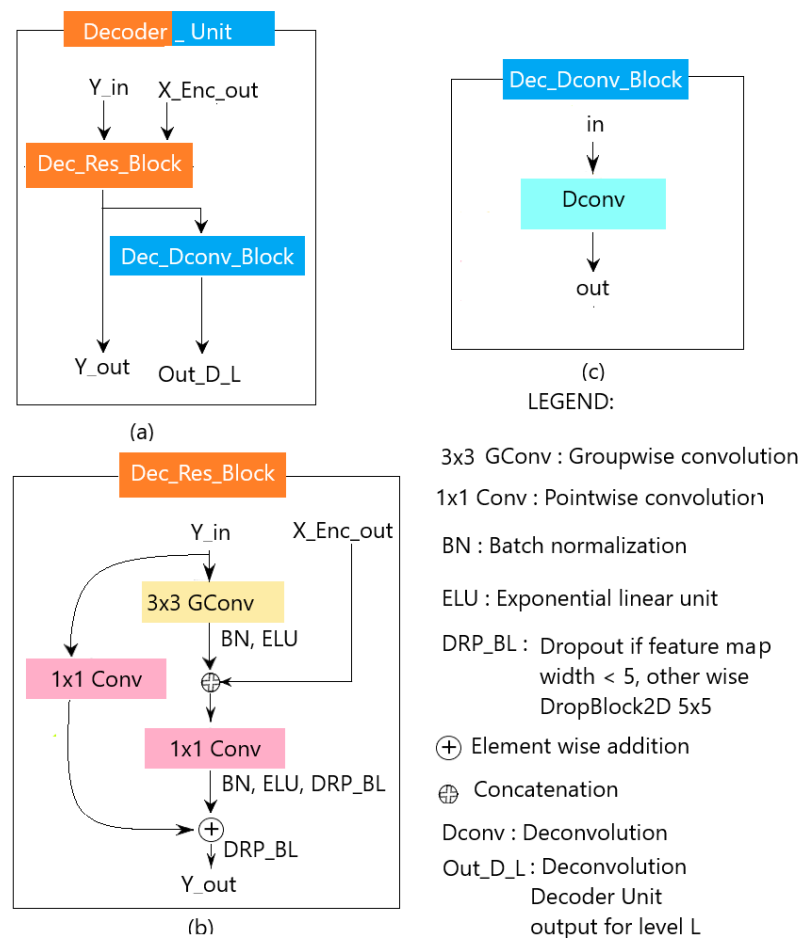 Decoder_ Unit
Y_in
X_Enc_out
Dec_Res_Block
Dec_Dconv_Block
Y_out
Out_D_L
(a)
Dec_Dconv_Block
in
Dconv
out
(c)
Dec_Res_Block
Y_in
X_Enc_out
3x3 GConv
BN, ELU
1x1 Conv
1x1 Conv
BN, ELU, DRP_BL
DRP_BL
Y_out
(b)
LEGEND:
3x3 GConv : Groupwise convolution
1x1 Conv : Pointwise convolution
BN : Batch normalization
ELU : Exponential linear unit
DRP_BL : Dropout if feature map
width < 5, other wise
DropBlock2D 5x5
Element wise addition
Concatenation
Dconv : Deconvolution
Out_D_L : Deconvolution
Decoder Unit
output for level L